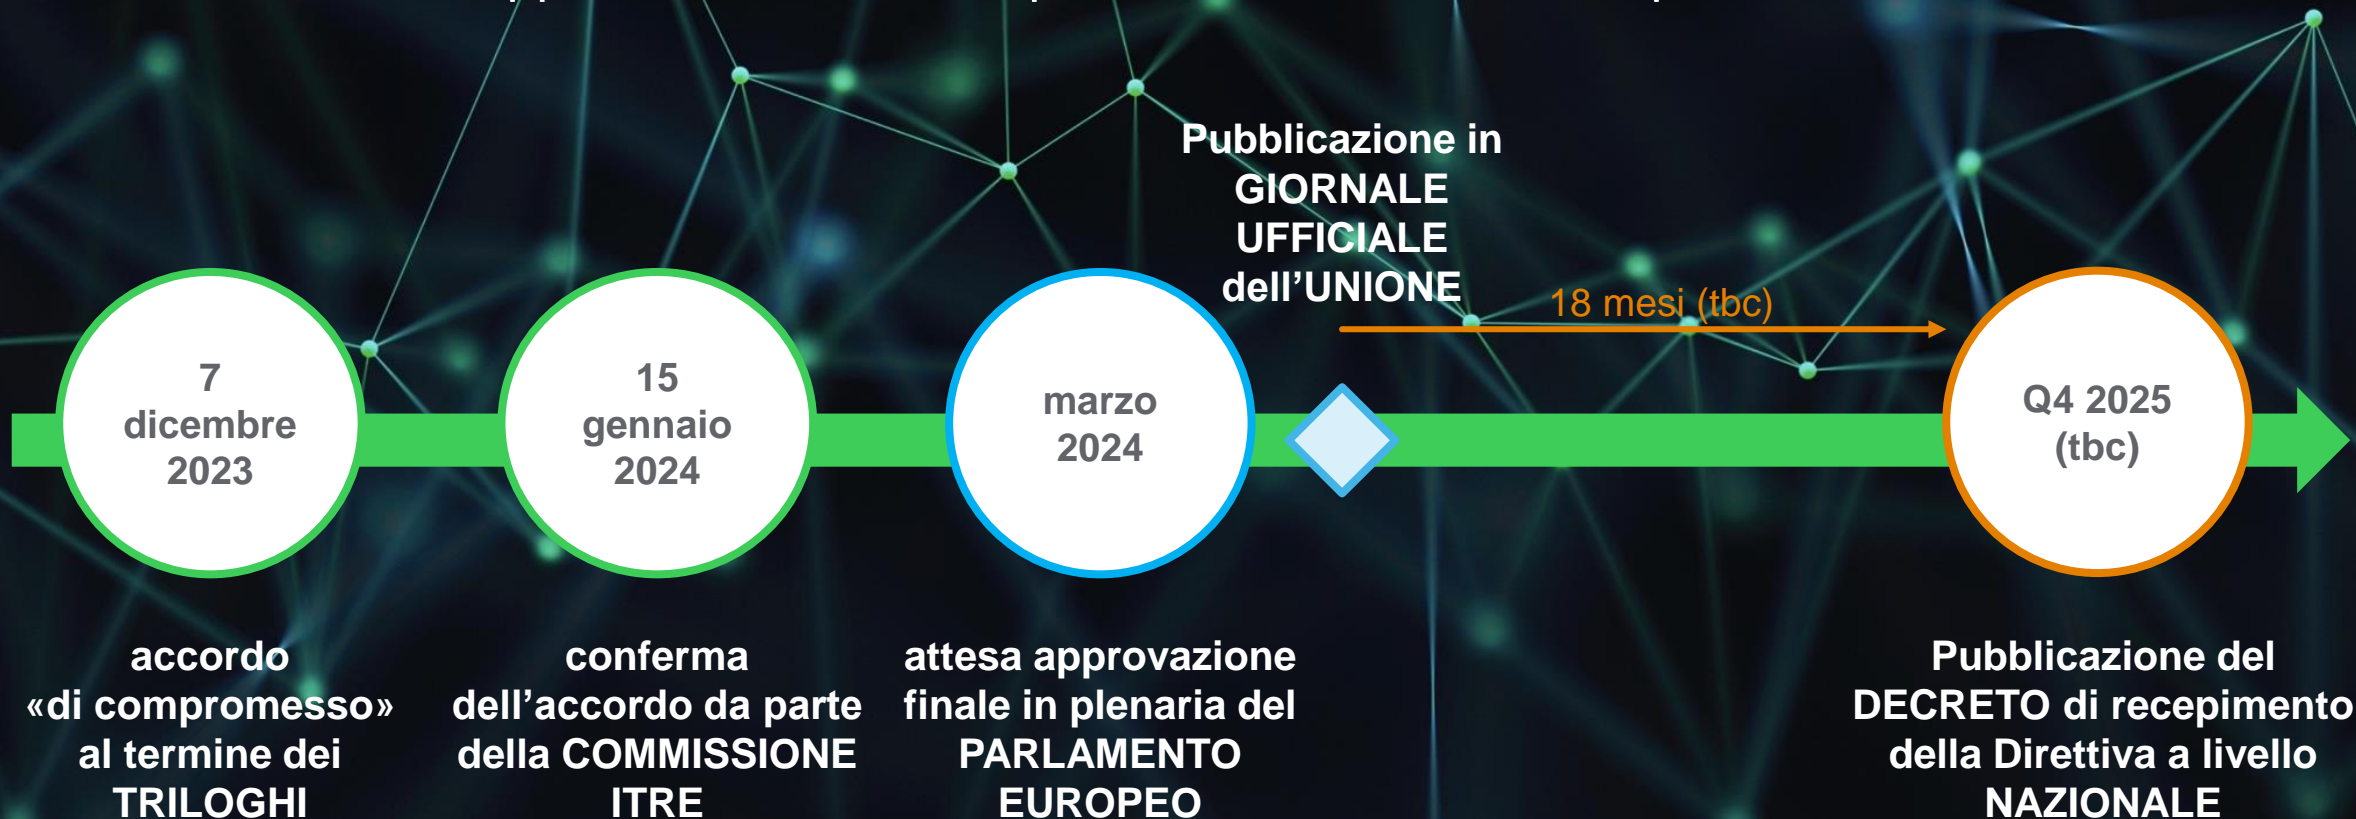 Pubblicazione in
GIORNALE
UFFICIALE
dell’UNIONE
18 mesi (tbc)
7
dicembre
2023
15
gennaio
2024
marzo
2024
Q4 2025
(tbc)
accordo
«di compromesso»
al termine dei
TRILOGHI
conferma
dell’accordo da parte
della COMMISSIONE
ITRE
attesa approvazione
finale in plenaria del
PARLAMENTO
EUROPEO
Pubblicazione del
DECRETO di recepimento
della Direttiva a livello
NAZIONALE